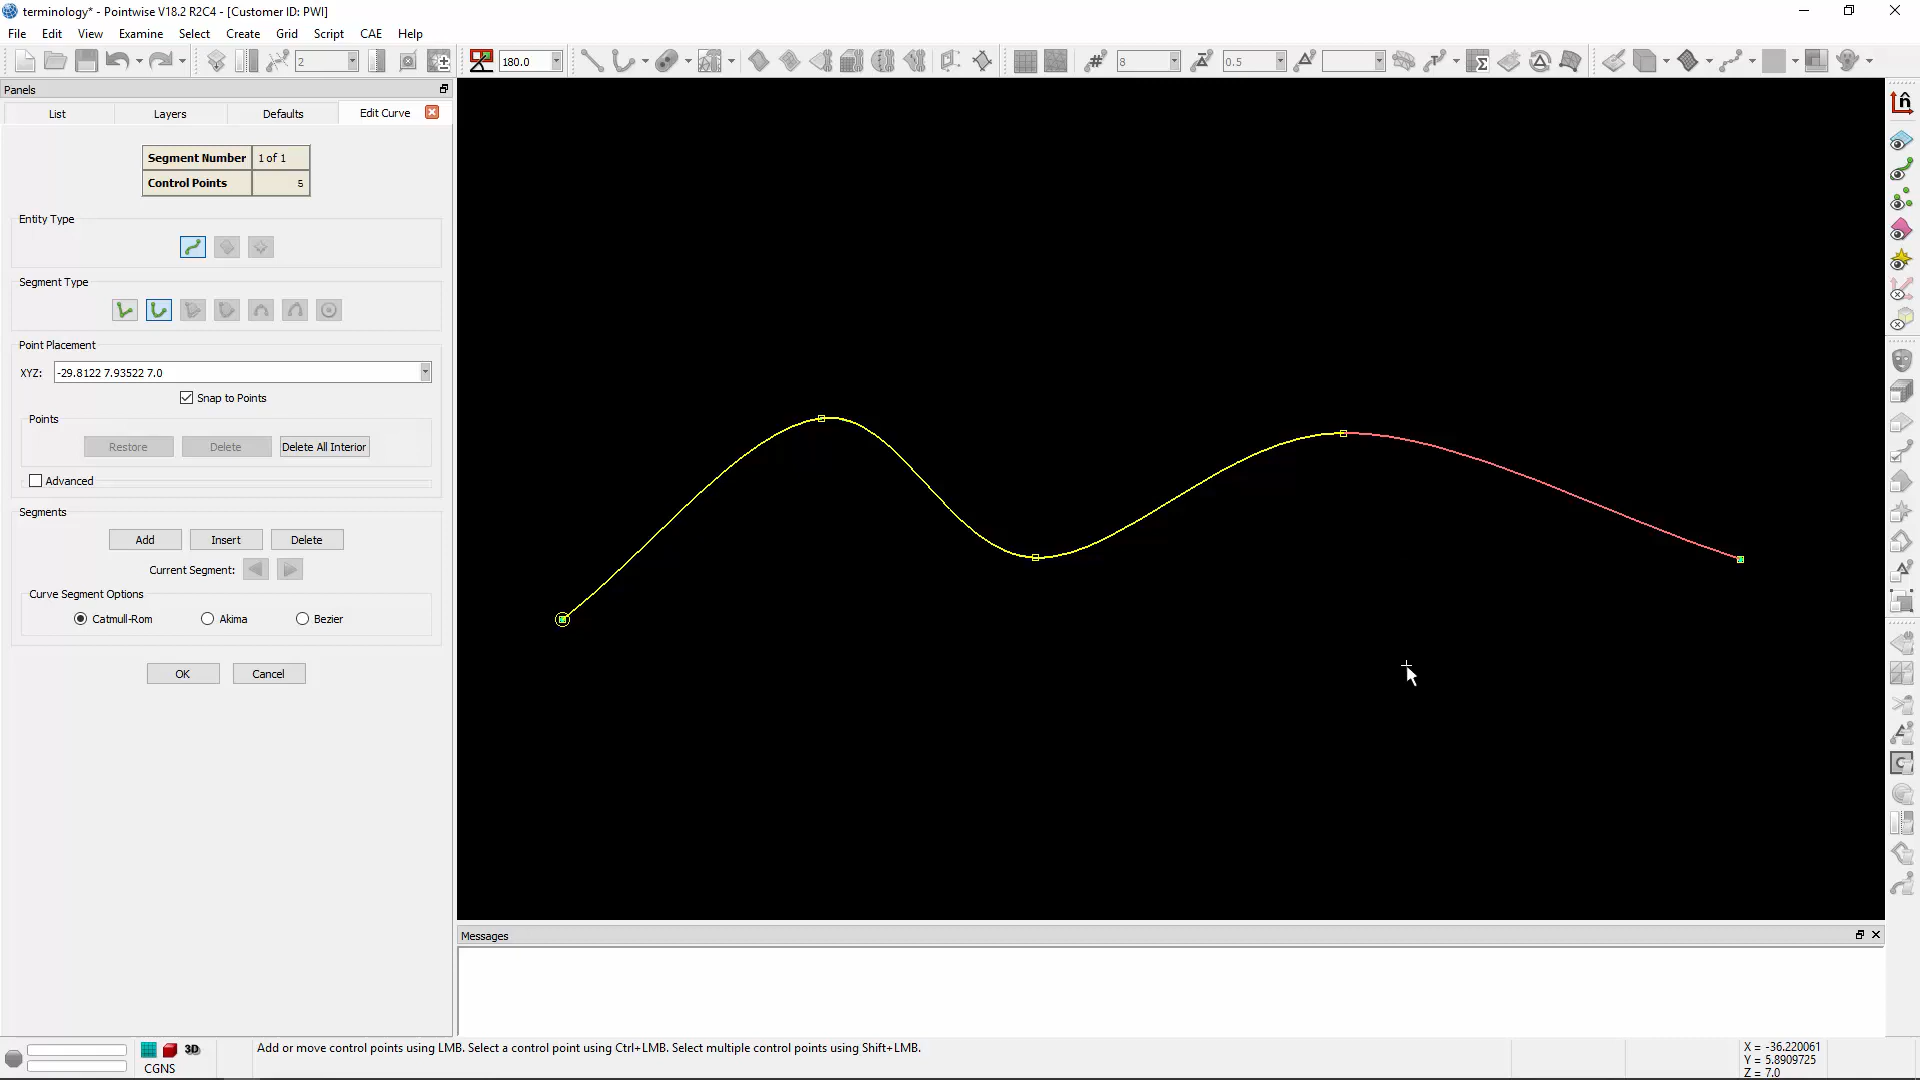 terminology* - Pointwise V18.2 R2C4 - [Customer ID: PWI]
File Edit View Examine Select Create Grid Script CAE Help
2 180.0 8 0.5
Panels
List Layers Defaults Edit Curve
Segment Number 1 of 1
Control Points 5
Entity Type
Segment Type
Point Placement
XYZ: -29.8122 7.93522 7.0
Snap to Points
Points
Restore Delete Delete All Interior
Advanced
Segments
Add Insert Delete
Current Segment:
Curve Segment Options
Catmull-Rom Akima Bezier
OK Cancel
Messages
3D
CGNS
Add or move control points using LMB. Select a control point using Ctrl+LMB. Select multiple control points using Shift+LMB.
X = -36.220061
Y = 5.8909725
Z = 7.0